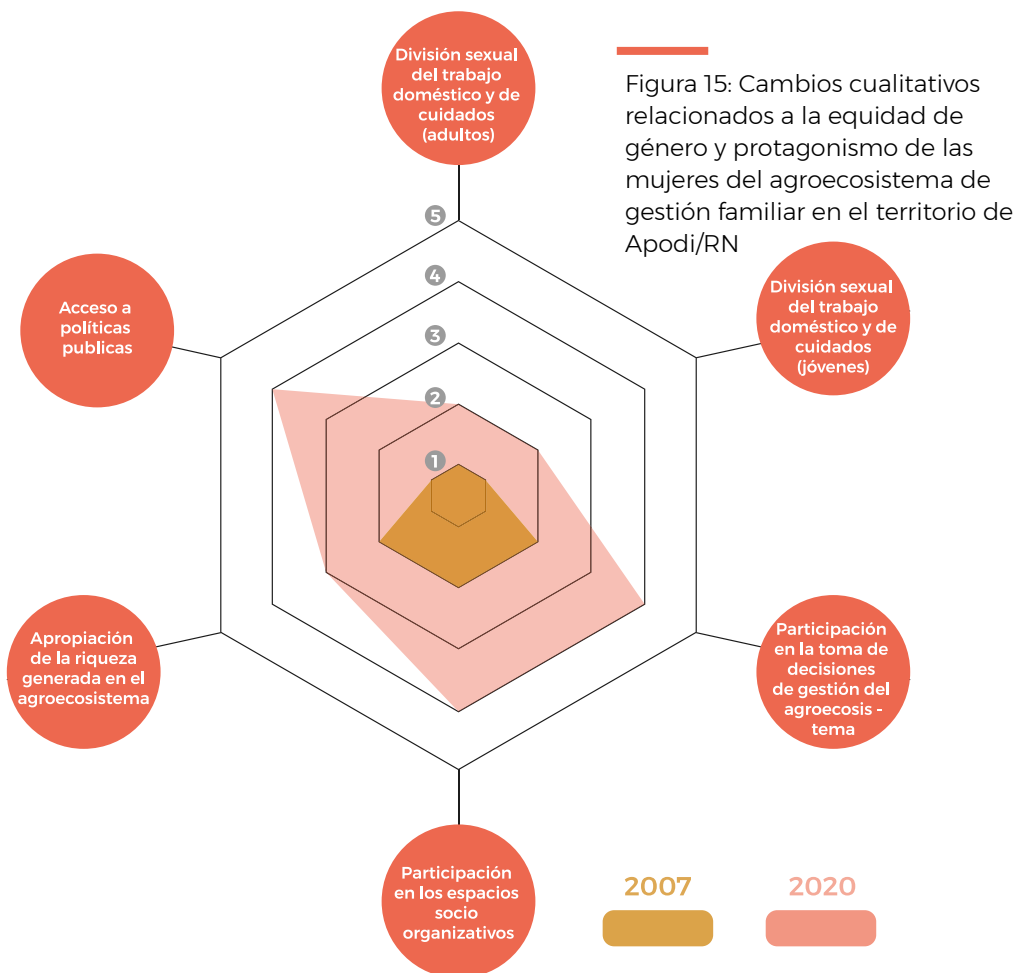 División sexual
del trabajo
doméstico y de
cuidados
(adultos)
Figura 15: Cambios cualitativos
relacionados a la equidad de
género y protagonismo de las
mujeres del agroecosistema de
gestión familiar en el territorio de
Apodi/RN
División sexual
del trabajo
doméstico y de
cuidados
(jóvenes)
Acceso a
políticas
publicas
5
4
3
2
1
Apropiación
de la riqueza
generada en el
agroecosistema
Participación
en la toma de
decisiones
de gestión del
agroecosis -
tema
Participación
en los espacios
socio
organizativos
2007
2020